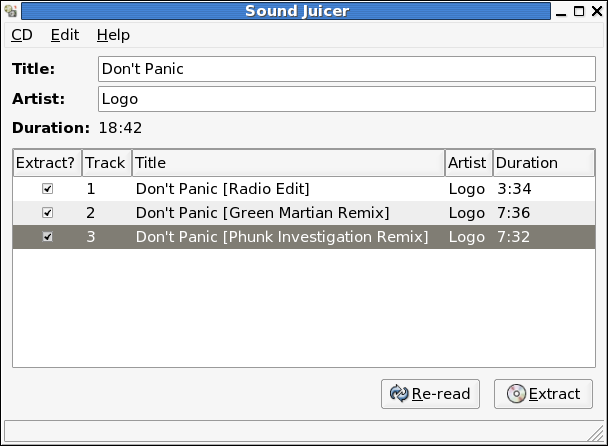 Sound Juicer
CD Edit Help
Title: Don't Panic
Artist: Logo
Duration: 18:42
Extract? Track Title Artist Duration
1 Don't Panic [Radio Edit] Logo 3:34
2 Don't Panic [Green Martian Remix] Logo 7:36
3 Don't Panic [Phunk Investigation Remix] Logo 7:32
Re-read Extract